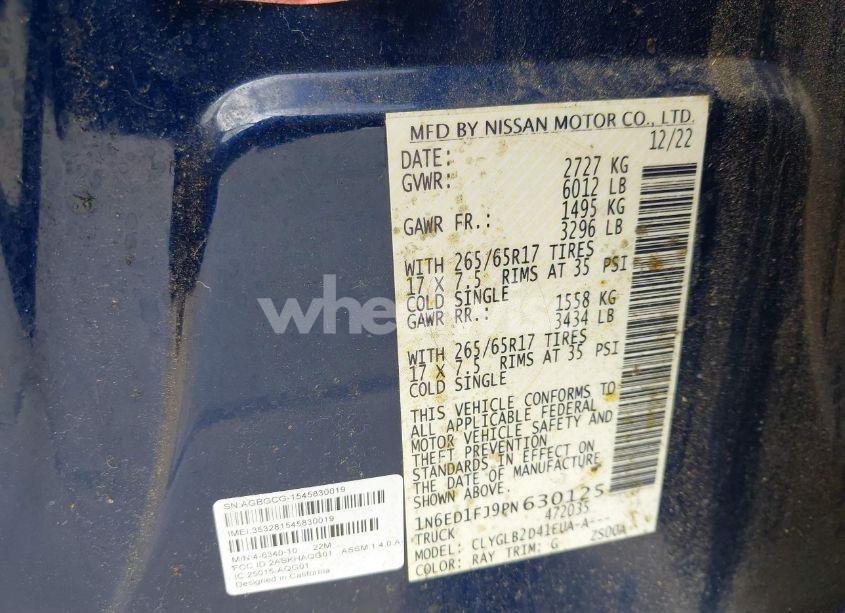 MFD BY NISSAN MOTOR CO., LTD.
DATE: 12/22
GVWR: 2727 KG
6012 LB
GAWR FR.: 1495 KG
3296 LB
WITH 265/65R17 TIRES
17 X 7.5 RIMS AT 35 PSI
COLD SINGLE
GAWR RR.: 1558 KG
3434 LB
WITH 265/65R17 TIRES
17 X 7.5 RIMS AT 35 PSI
COLD SINGLE
THIS VEHICLE CONFORMS TO
ALL APPLICABLE FEDERAL
MOTOR VEHICLE SAFETY AND
THEFT PREVENTION
STANDARDS IN EFFECT ON
THE DATE OF MANUFACTURE
SHOWN ABOVE.
1N6ED1FJ9PN630125
TRUCK 472035
MODEL: CLYGLB2D41EUA-A---
COLOR: RAY TRIM: G 2S00A
SN:AGBGCG-1545830019
IMEI:353281545830019
M/N:4-6340-10 22M
FCC ID:2ASKHAQG01 ASSM 1.4.0.A
IC:25015-AQG01
Designed in California